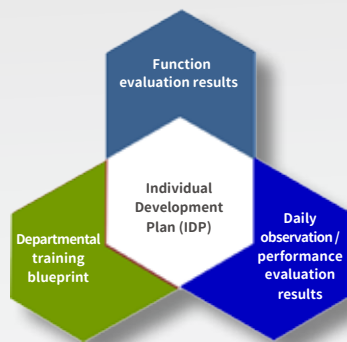 Function
evaluation results
Individual
Development
Plan (IDP)
Departmental
training
blueprint
Daily
observation /
performance
evaluation
results